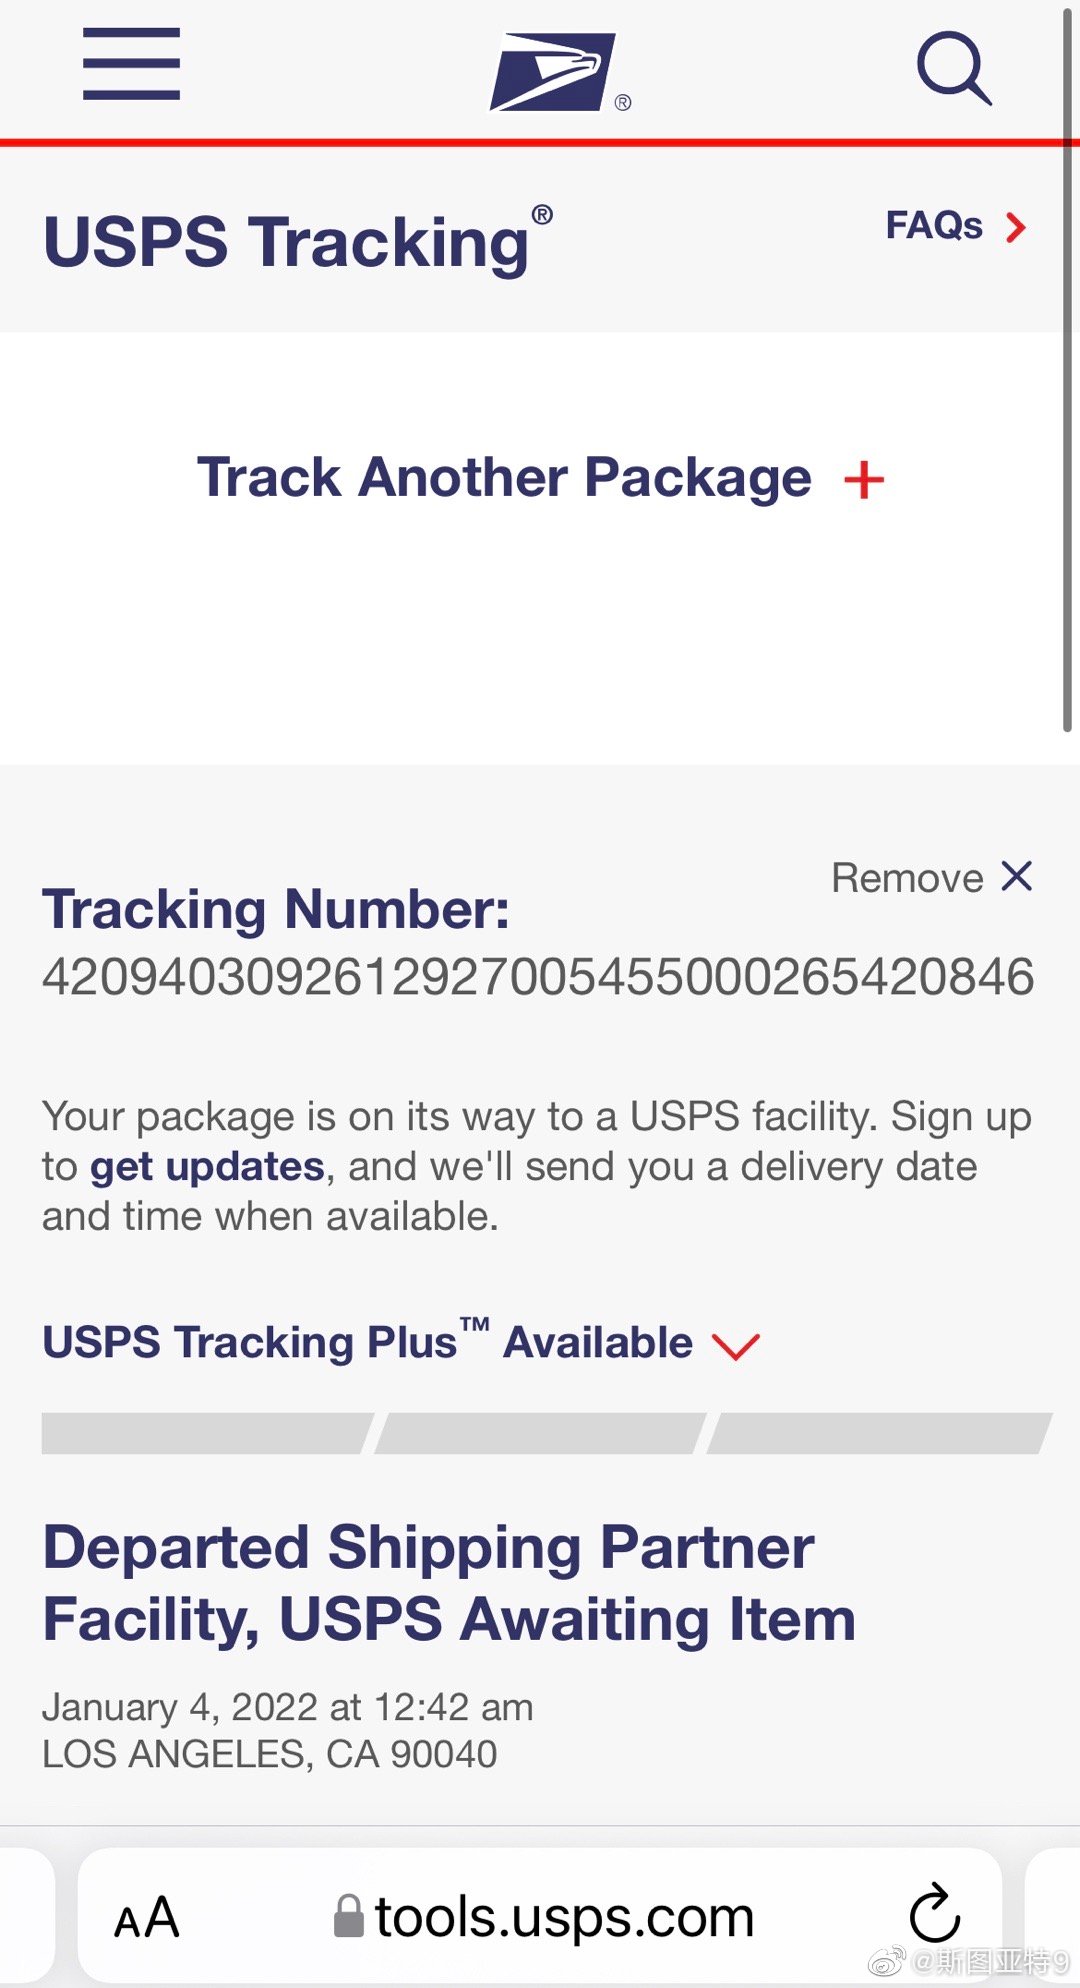 USPS Tracking®
FAQs
Track Another Package +
Remove X
Tracking Number:
4209403092612927005455000265420846
Your package is on its way to a USPS facility. Sign up
to get updates, and we'll send you a delivery date
and time when available.
USPS Tracking Plus™ Available
Departed Shipping Partner
Facility, USPS Awaiting Item
January 4, 2022 at 12:42 am
LOS ANGELES, CA 90040
AA
tools.usps.com
@斯图亚特9